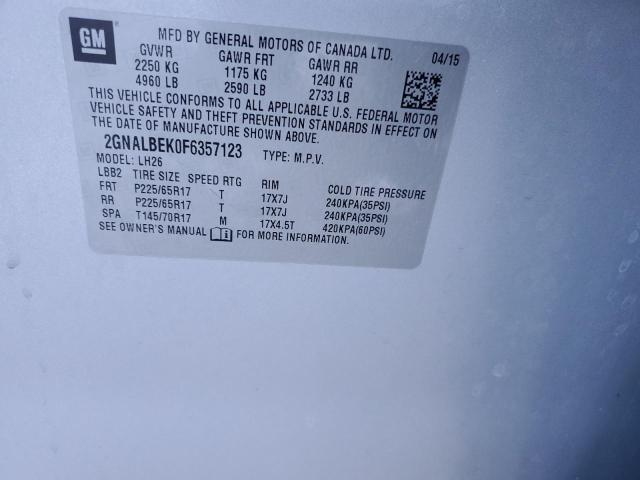 GM
MFD BY GENERAL MOTORS OF CANADA LTD. 04/15
GVWR GAWR FRT GAWR RR
2250 KG 1175 KG 1240 KG
4960 LB 2590 LB 2733 LB
THIS VEHICLE CONFORMS TO ALL APPLICABLE U.S. FEDERAL MOTOR
VEHICLE SAFETY AND THEFT PREVENTION STANDARDS IN EFFECT ON
THE DATE OF MANUFACTURE SHOWN ABOVE.
2GNALBEK0F6357123 TYPE: M.P.V.
MODEL: LH26
LBB2 TIRE SIZE SPEED RTG RIM COLD TIRE PRESSURE
FRT P225/65R17 T 17X7J 240KPA(35PSI)
RR P225/65R17 T 17X7J 240KPA(35PSI)
SPA T145/70R17 M 17X4.5T 420KPA(60PSI)
SEE OWNER'S MANUAL FOR MORE INFORMATION.